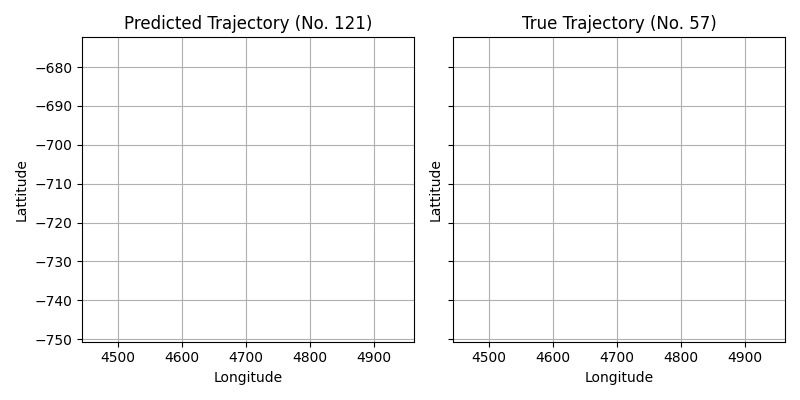 Predicted Trajectory (No. 121)
True Trajectory (No. 57)
−680
−690
−700
−710
−720
−730
−740
−750
Lattitude
Lattitude
4500 4600 4700 4800 4900
4500 4600 4700 4800 4900
Longitude
Longitude